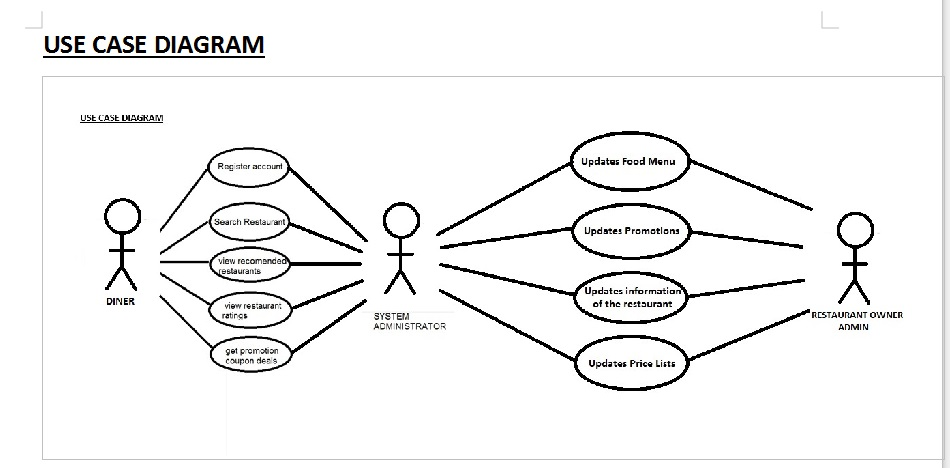 USE CASE DIAGRAM
USE CASE DIAGRAM
Register account
Search Restaurant
view recomended
restaurants
view restaurant
ratings
get promotion
coupon deals
DINER
SYSTEM
ADMINISTRATOR
Updates Food Menu
Updates Promotions
Updates information
of the restaurant
Updates Price Lists
RESTAURANT OWNER
ADMIN